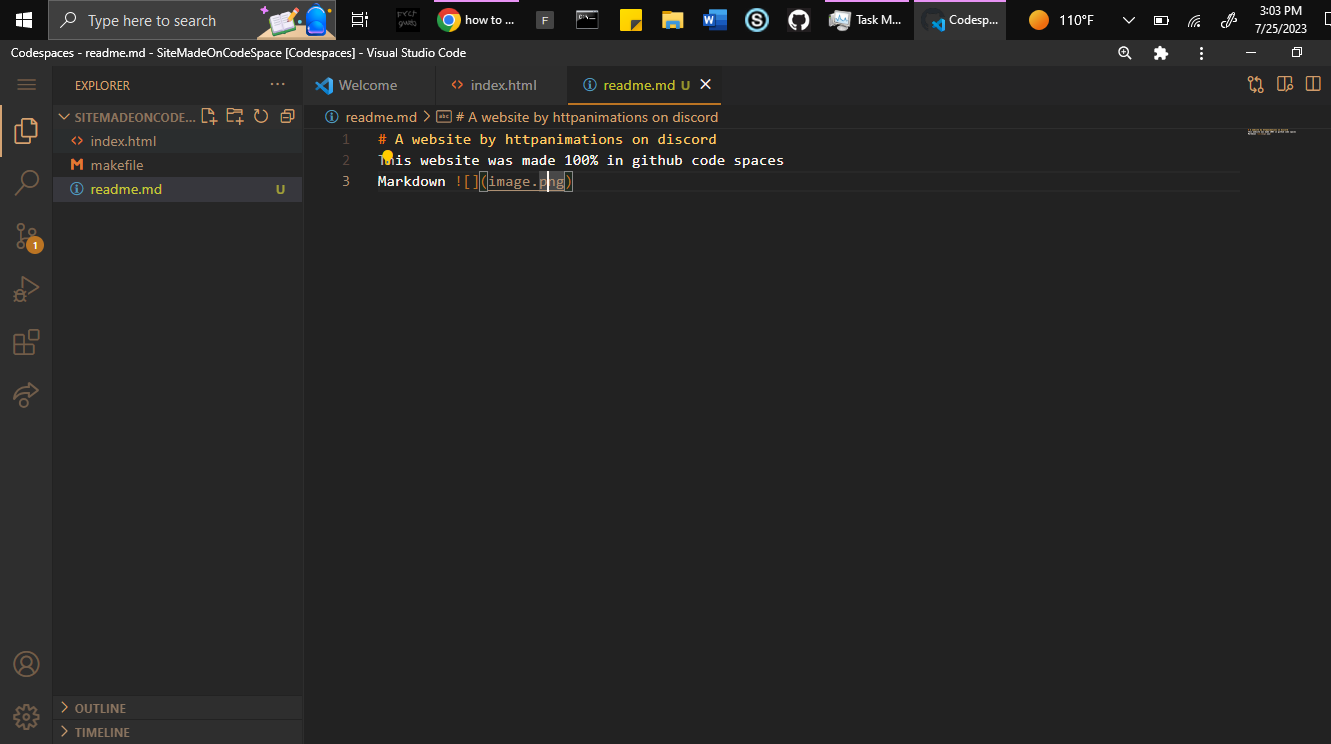 Type here to search
how to ...
F
Task M...
Codesp...
110°F
3:03 PM
7/25/2023
Codespaces - readme.md - SiteMadeOnCodeSpace [Codespaces] - Visual Studio Code
EXPLORER
Welcome
index.html
readme.md U
SITEMADEONCODE...
readme.md > # A website by httpanimations on discord
index.html
makefile
readme.md U
1 # A website by httpanimations on discord
2 This website was made 100% in github code spaces
3 Markdown ![](image.png)
1
OUTLINE
TIMELINE